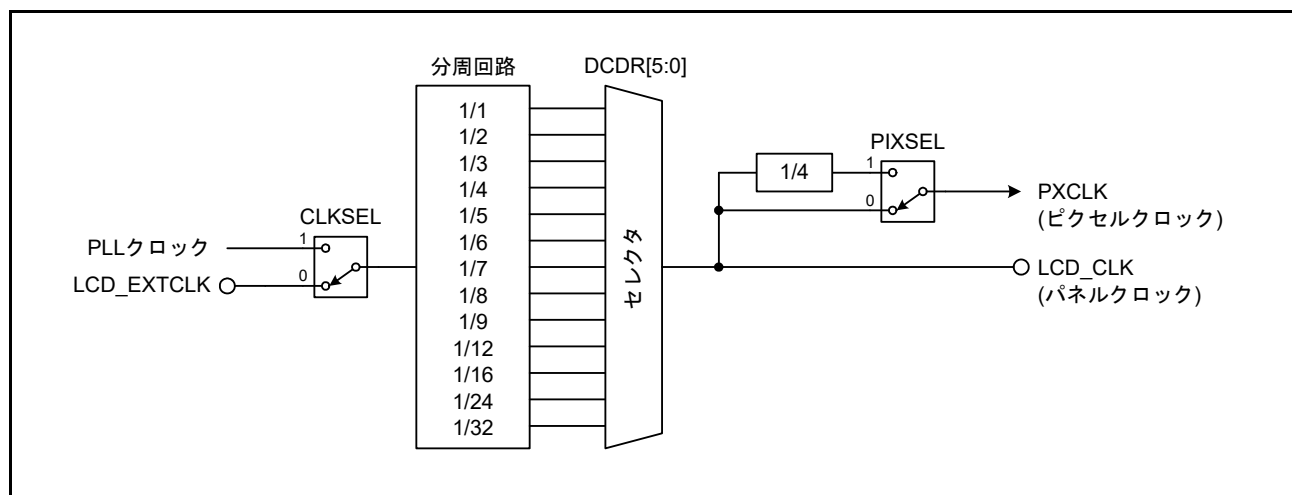 分周回路
DCDR[5:0]
1/1
1/2
1/3
1/4
1/5
1/6
1/7
1/8
1/9
1/12
1/16
1/24
1/32
CLKSEL
PLLクロック
1
LCD_EXTCLK
0
セレクタ
PIXSEL
1/4
1
0
PXCLK
(ピクセルクロック)
LCD_CLK
(パネルクロック)